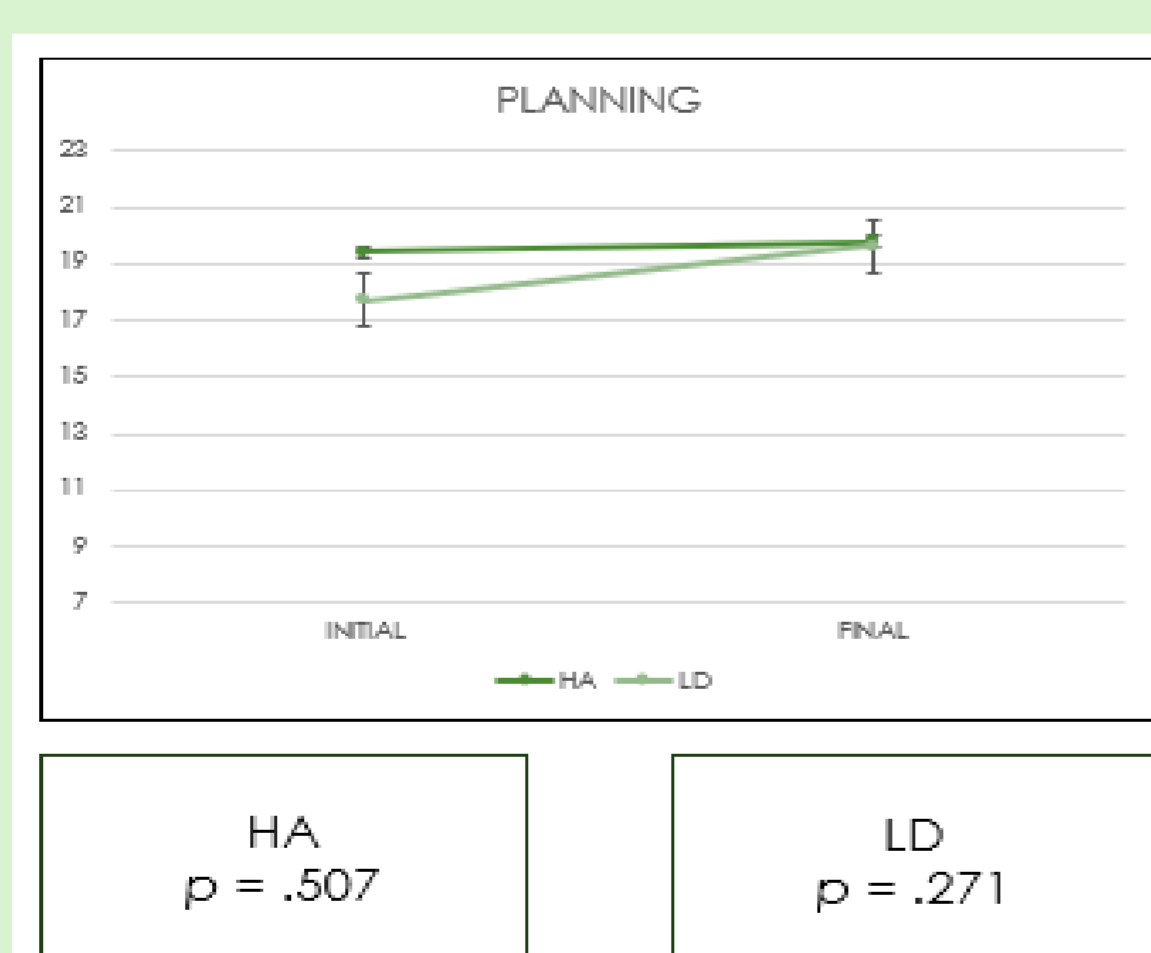 PLANNING
23
21
19
17
15
13
11
9
7
INITIAL FINAL
HA LD
HA
p = .507
LD
p = .271